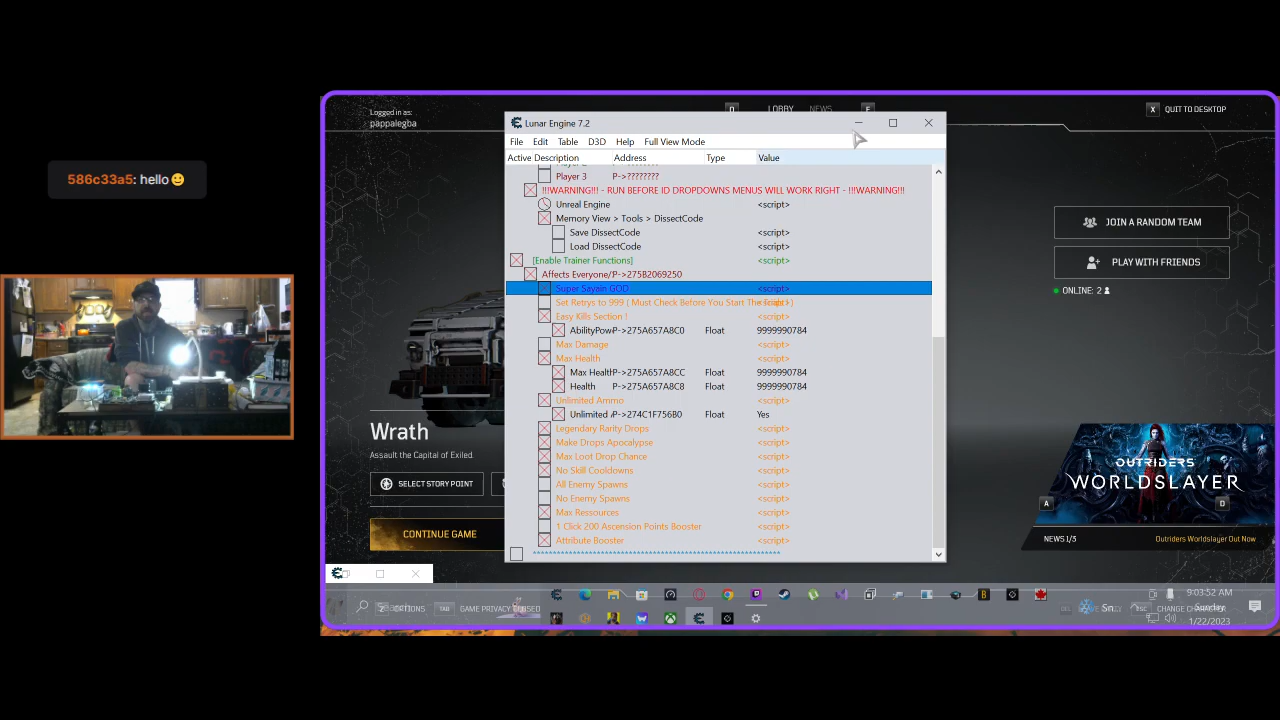 Logged in as:
pappalegba
LOBBY NEWS
X QUIT TO DESKTOP
586c33a5: hello
Lunar Engine 7.2
File Edit Table D3D Help Full View Mode
Active Description Address Type Value
Player 3 P->????????
!!!WARNING!!! - RUN BEFORE ID DROPDOWNS MENUS WILL WORK RIGHT - !!!WARNING!!!
Unreal Engine <script>
Memory View > Tools > DissectCode
Save DissectCode <script>
Load DissectCode <script>
[Enable Trainer Functions] <script>
Affects Everyone/P->275B2069250
Super Sayain GOD <script>
Set Retrys to 999 ( Must Check Before You Start The
Easy Kills Section ! <script>
AbilityPow P->275A657A8C0 Float 9999990784
Max Damage <script>
Max Health <script>
Max Health P->275A657A8CC Float 9999990784
Health P->275A657A8C8 Float 9999990784
Unlimited Ammo <script>
Unlimited P->274C1F756B0 Float Yes
Legendary Rarity Drops <script>
Make Drops Apocalypse <script>
Max Loot Drop Chance <script>
No Skill Cooldowns <script>
All Enemy Spawns <script>
No Enemy Spawns <script>
Max Ressources <script>
1 Click 200 Ascension Points Booster <script>
Attribute Booster <script>
JOIN A RANDOM TEAM
PLAY WITH FRIENDS
ONLINE: 2
Wrath
Assault the Capital of Exiled.
SELECT STORY POINT
CONTINUE GAME
OUTRIDERS
WORLDSLAYER
A D
NEWS 1/3 Outriders Worldslayer Out Now
TAB GAME PRIVACY
9:03:52 AM
Sunday
1/22/2023